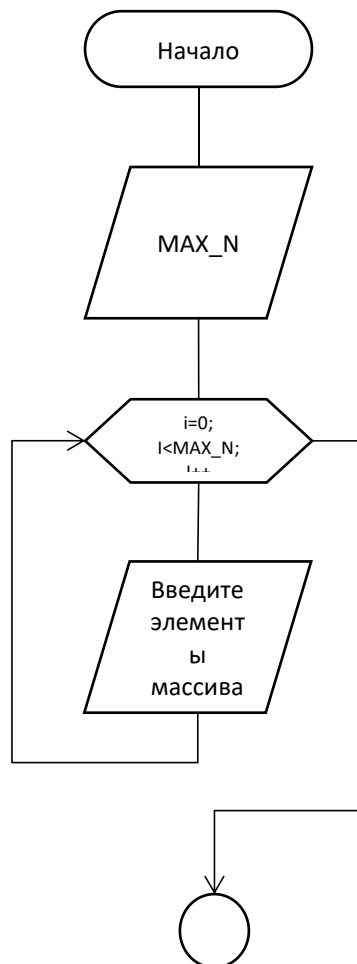 Начало
MAX_N
i=0;
I<MAX_N;
I++
Введите
элемент
ы
массива